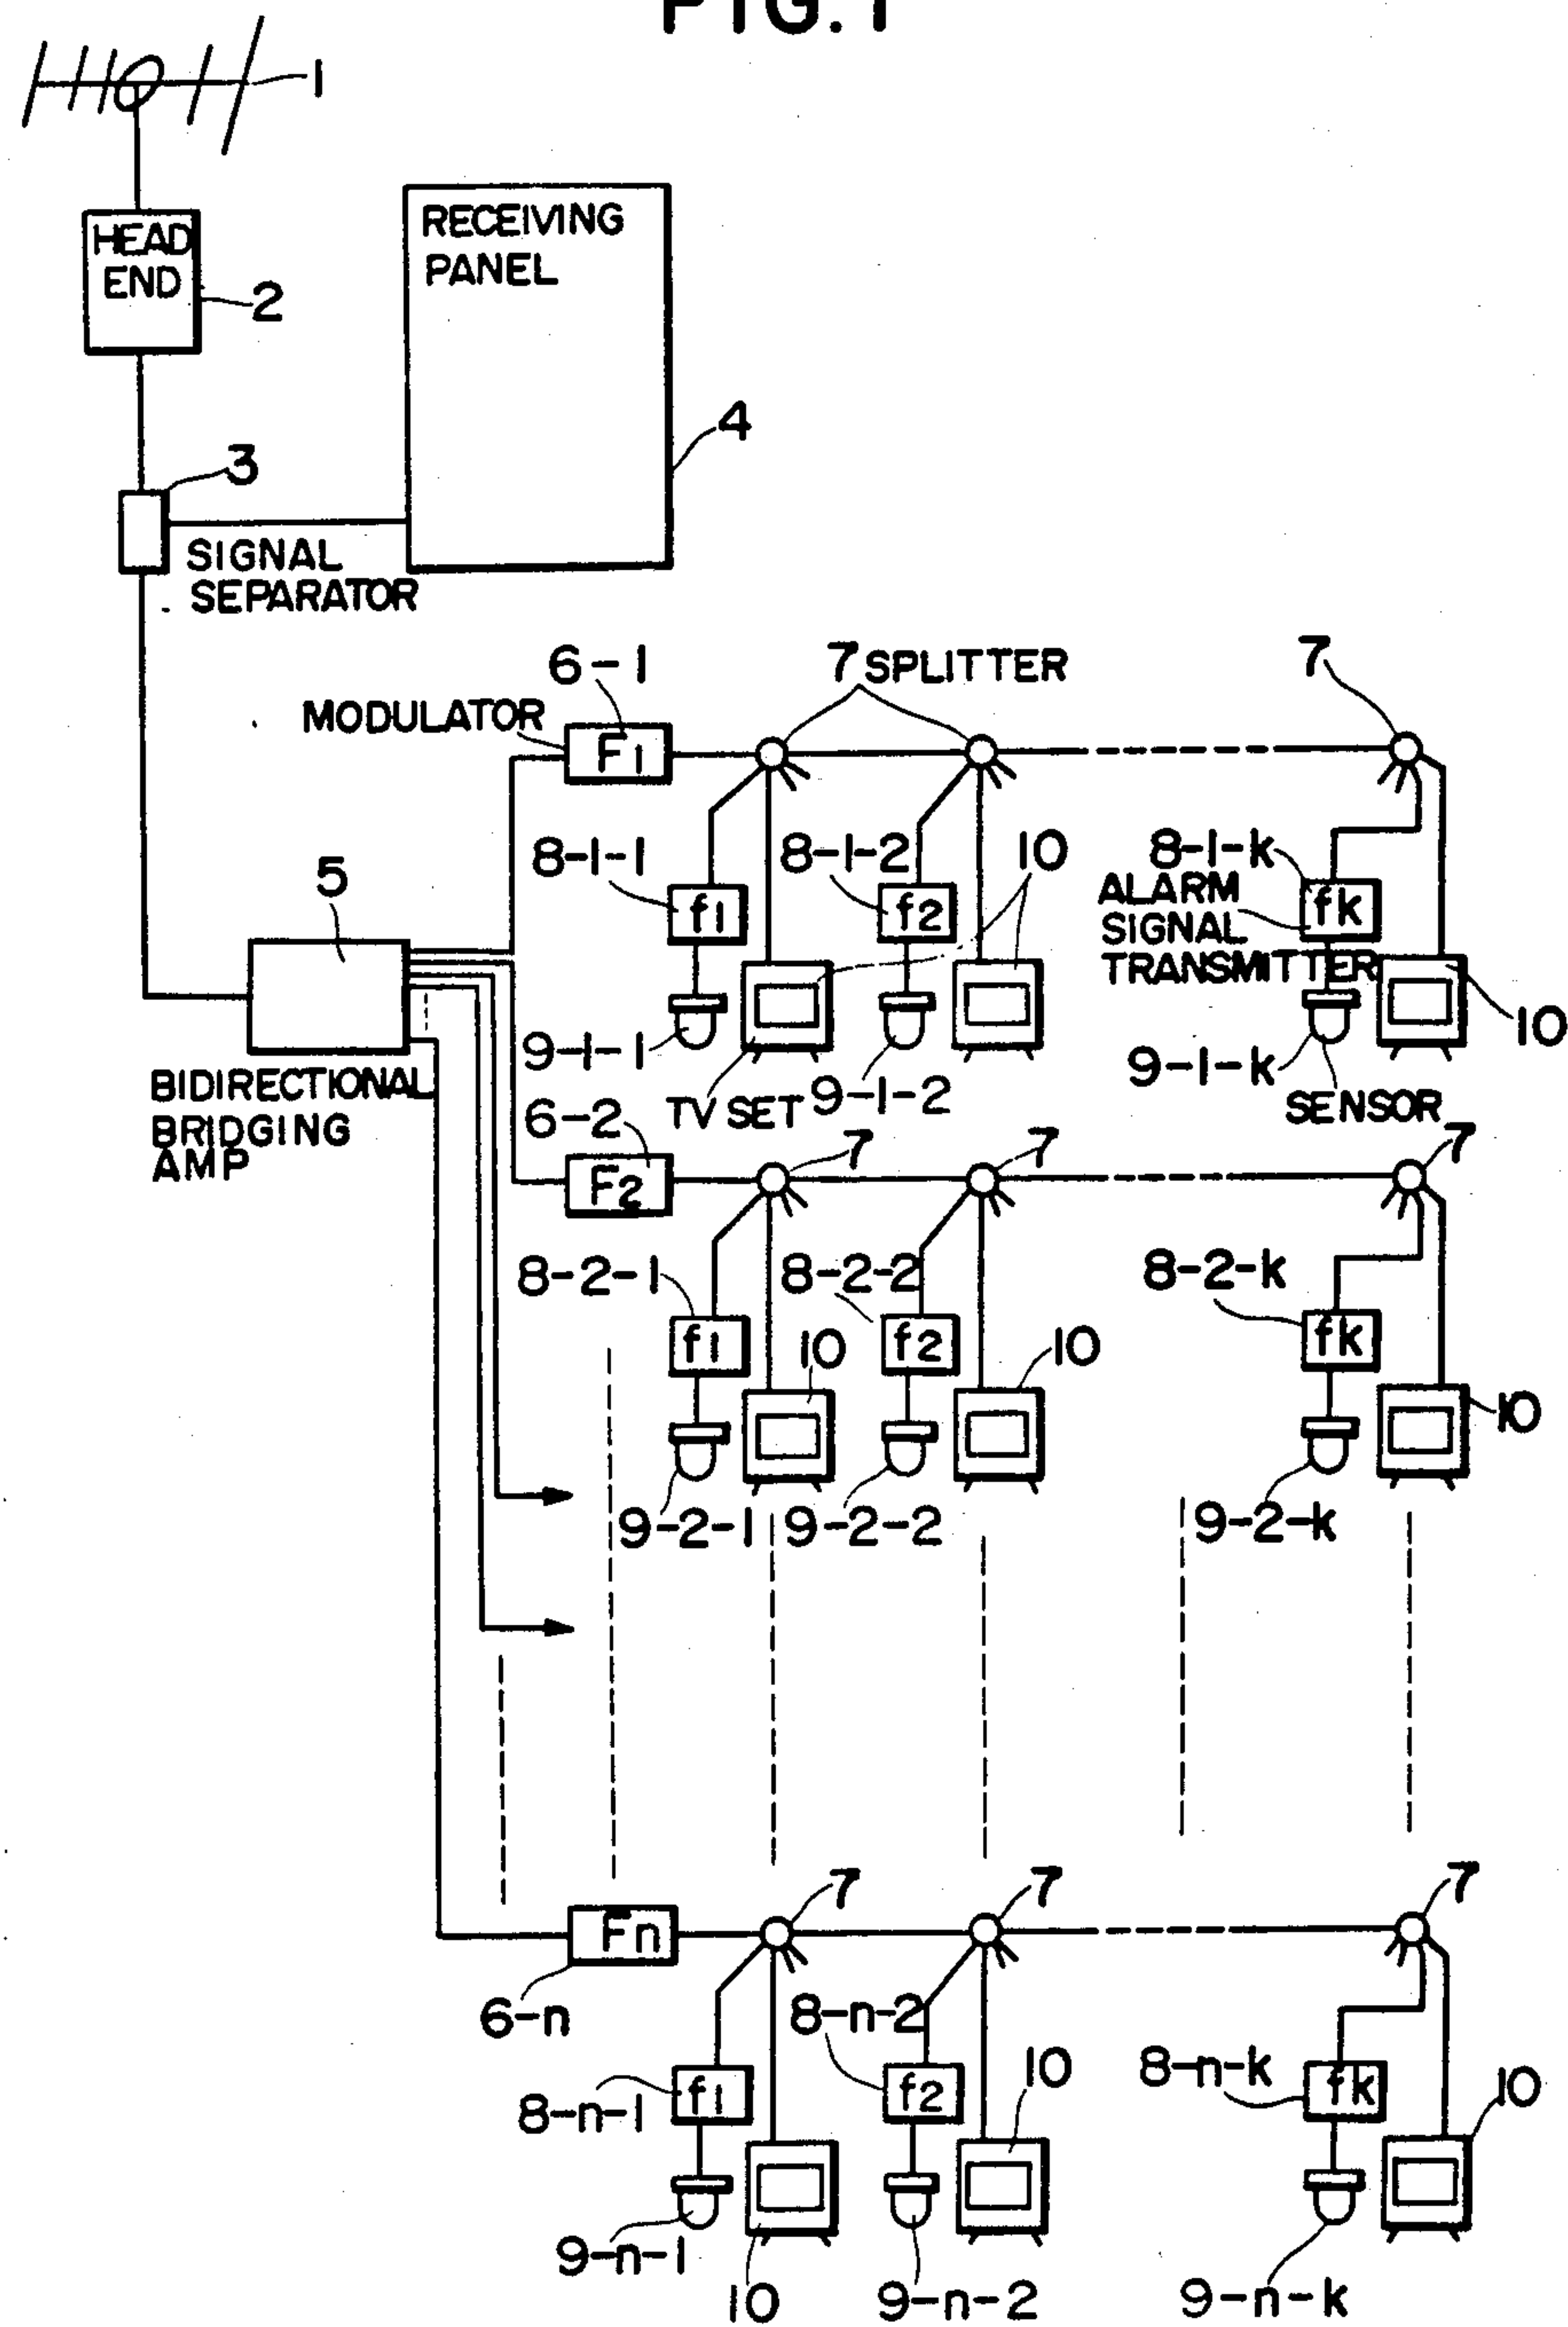 FIG. 1
1
HEAD
END
2
RECEIVING
PANEL
4
3
SIGNAL
SEPARATOR
6-1
7 SPLITTER
7
MODULATOR
F1
5
8-1-1
8-1-2
10
8-1-k
ALARM
SIGNAL
TRANSMITTER
f1
f2
fk
10
9-1-1
9-1-2
9-1-k
TV SET
SENSOR
BIDIRECTIONAL
BRIDGING
AMP
6-2
7
7
7
F2
8-2-1
8-2-2
8-2-k
f1
f2
fk
10
10
10
9-2-1
9-2-2
9-2-k
7
7
7
Fn
6-n
8-n-1
8-n-2
8-n-k
f1
f2
fk
10
10
9-n-1
10
9-n-2
9-n-k